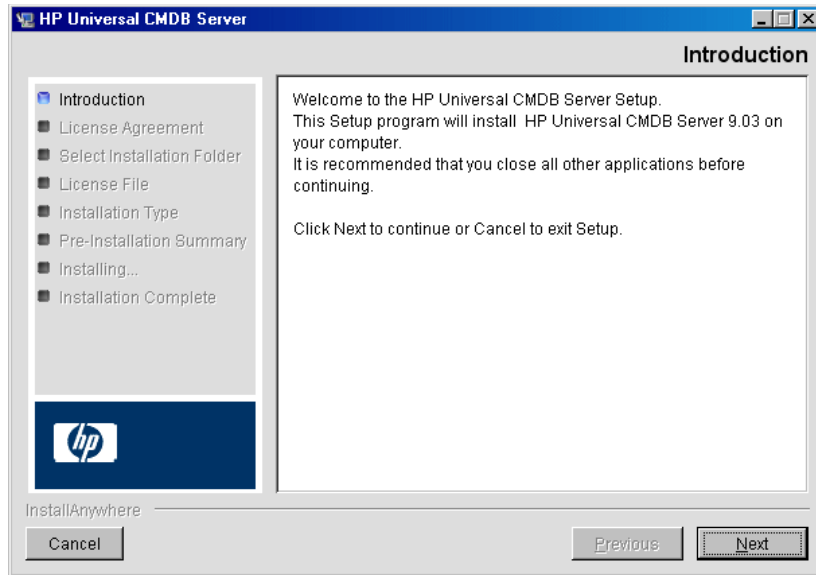 HP Universal CMDB Server
Introduction
Introduction
License Agreement
Select Installation Folder
License File
Installation Type
Pre-Installation Summary
Installing...
Installation Complete
hp
Welcome to the HP Universal CMDB Server Setup.
This Setup program will install HP Universal CMDB Server 9.03 on
your computer.
It is recommended that you close all other applications before
continuing.
Click Next to continue or Cancel to exit Setup.
InstallAnywhere
Cancel
Previous
Next